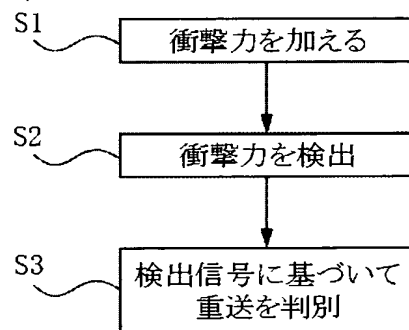 S1
衝撃力を加える
S2
衝撃力を検出
S3
検出信号に基づいて
重送を判別